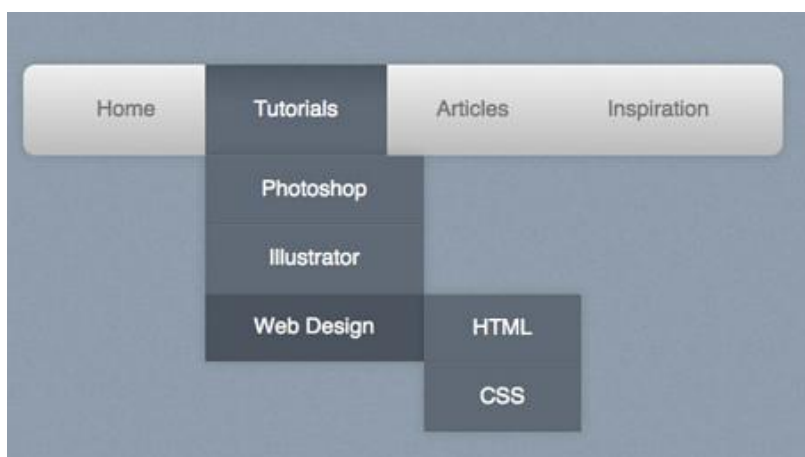 Home Tutorials Articles Inspiration
Photoshop
Illustrator
Web Design HTML
CSS